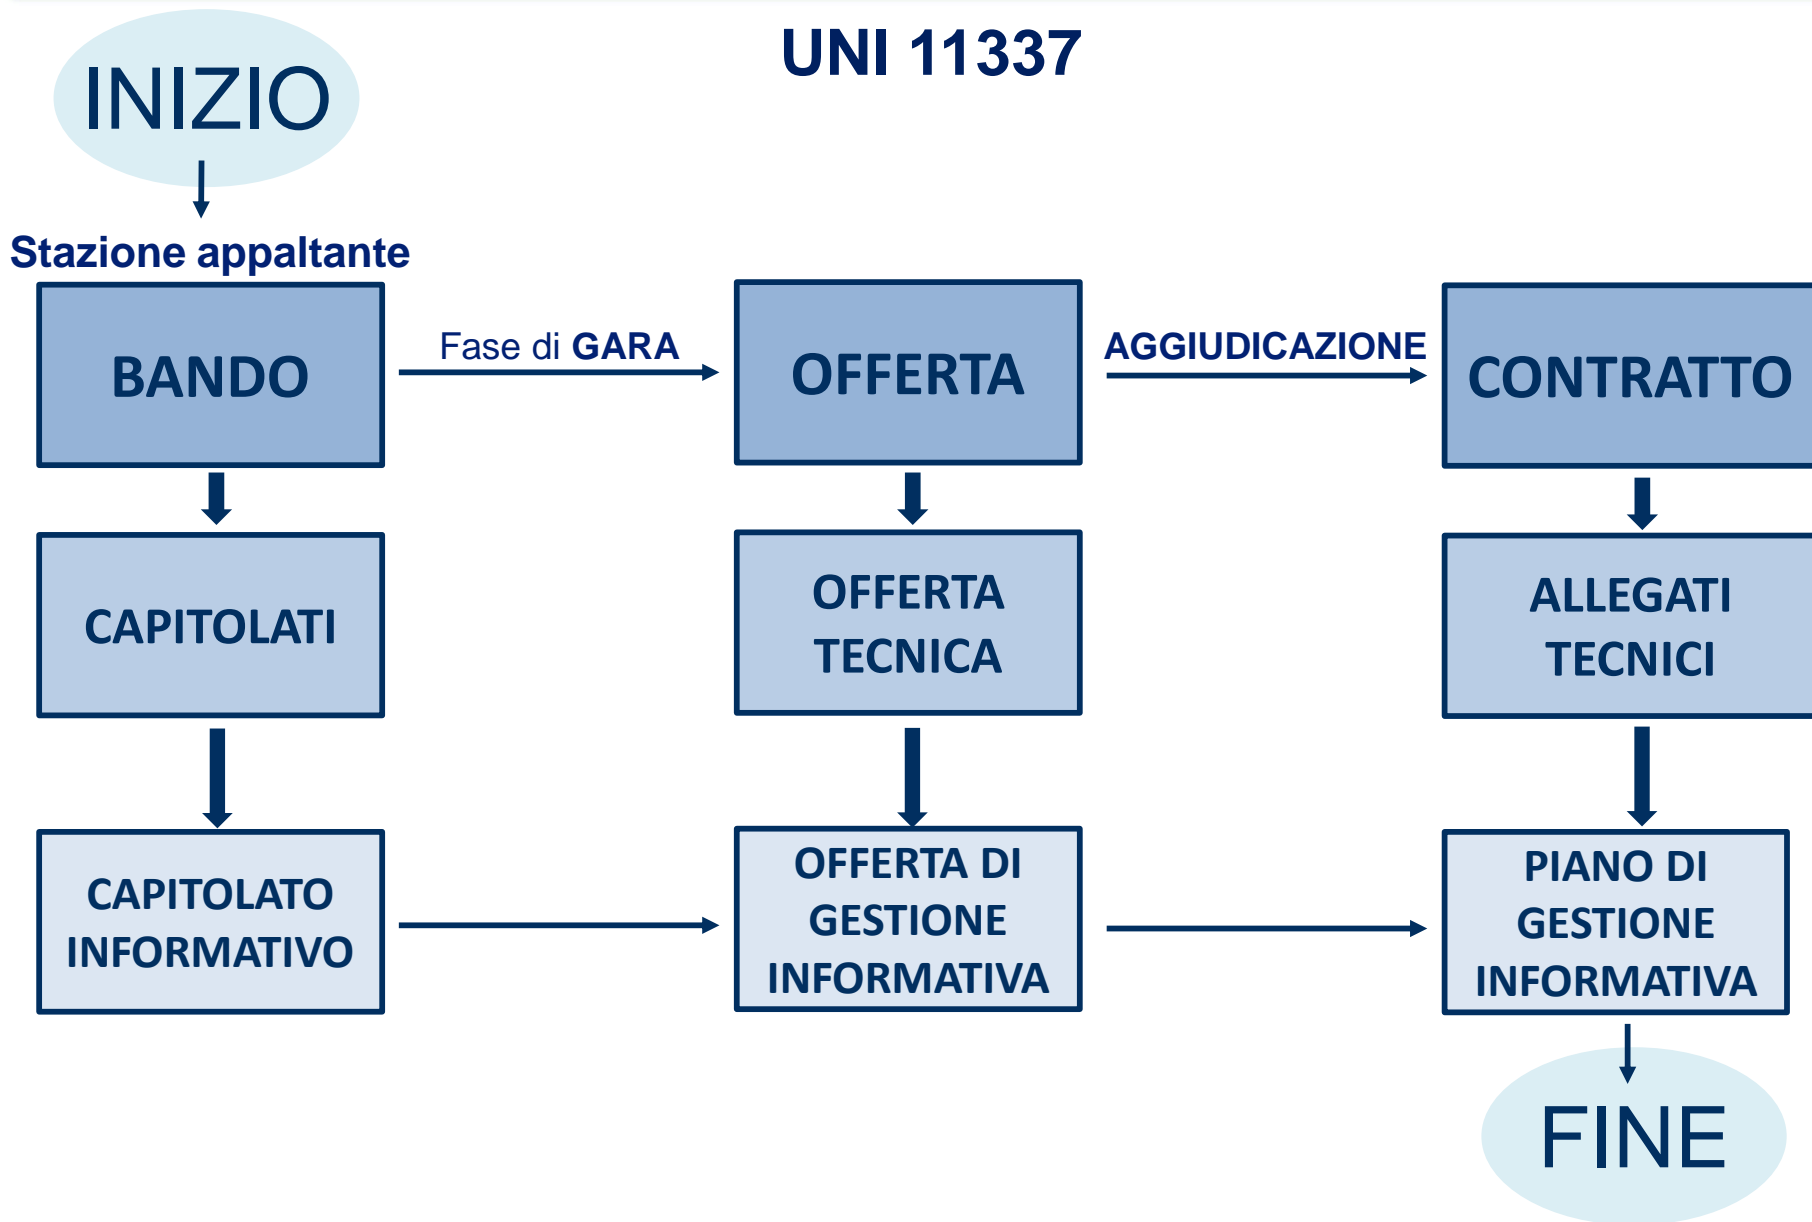 UNI 11337
INIZIO
Stazione appaltante
BANDO
Fase di GARA
OFFERTA
AGGIUDICAZIONE
CONTRATTO
CAPITOLATI
OFFERTA
TECNICA
ALLEGATI
TECNICI
CAPITOLATO
INFORMATIVO
OFFERTA DI
GESTIONE
INFORMATIVA
PIANO DI
GESTIONE
INFORMATIVA
FINE